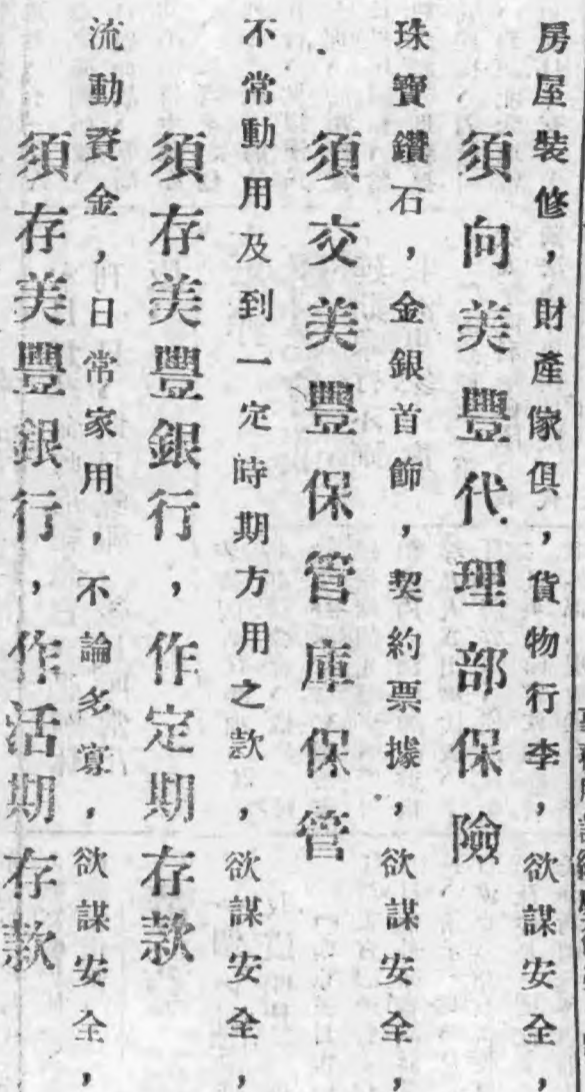 房屋裝修，財產傢俱，貨物行李，欲謀安全，
須向美豐代理部保險
珠寶鑽石，金銀首飾，契約票據，欲謀安全，
須交美豐保管庫保管
不常動用及到一定時期方用之款，欲謀安全，
須存美豐銀行，作定期存款
流動資金，日常家用，不論多寡，欲謀安全，
須存美豐銀行，作活期存款